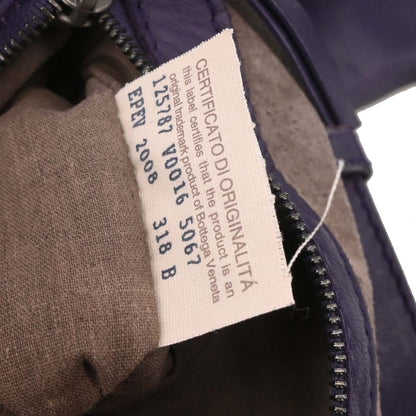 CERTIFICATO DI ORIGINALITÁ
this label certifies that the product is an
original trademark product of Bottega Veneta
125787 V0016 5067
EPEV 2008 318 B